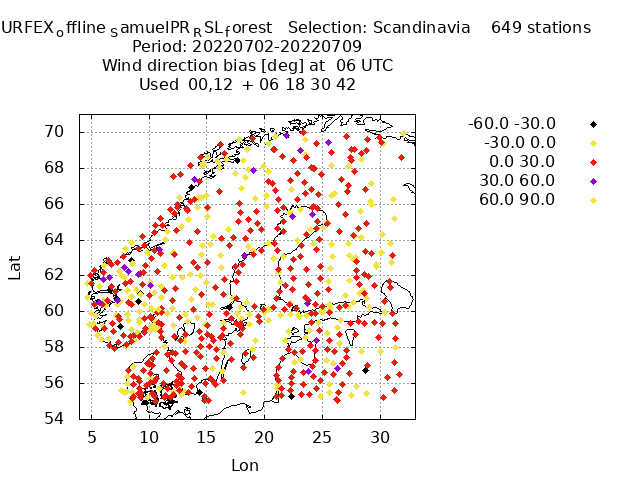 URFEXoffline SamuelPRRSLforest Selection: Scandinavia 649 stations
Period: 20220702-20220709
Wind direction bias [deg] at 06 UTC
Used 00,12 + 06 18 30 42
-60.0 -30.0
-30.0 0.0
0.0 30.0
30.0 60.0
60.0 90.0
70
68
66
64
62
60
58
56
54
Lat
5 10 15 20 25 30
Lon